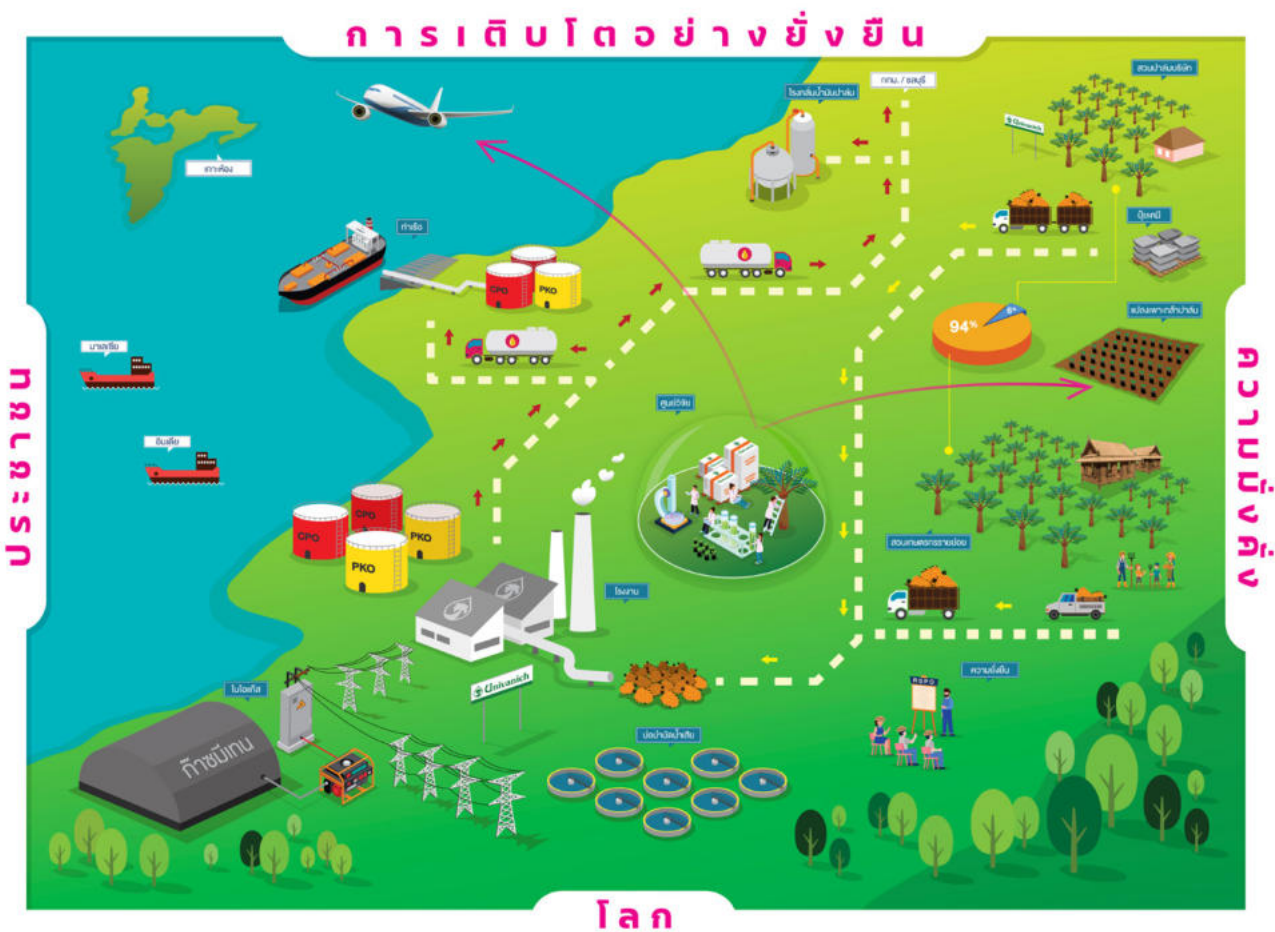 การเติบโตอย่างยั่งยืน
โรงกลั่นน้ำมันปาล์ม
กทม. / ชลบุรี
สวนปาล์มบริษัท
Univanich
เกาะห้อง
ท่าเรือ
ปุ๋ยเคมี
CPO
PKO
94%
6%
แปลงเพาะกล้าปาล์ม
มาเลเซีย
อินเดีย
ศูนย์วิจัย
ประชาชน
ความมั่งคั่ง
CPO
CPO
PKO
PKO
สวนเกษตรกรรายย่อย
โรงงาน
ความยั่งยืน
RSPO
Univanich
ไบโอแก๊ส
ก๊าซมีเทน
บ่อบำบัดน้ำเสีย
โลก